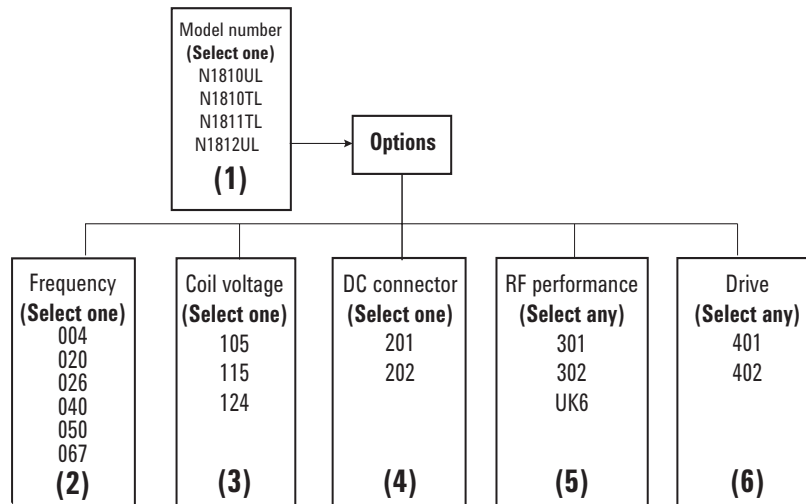 Model number
(Select one)
N1810UL
N1810TL
N1811TL
N1812UL
(1)
Options
Frequency
(Select one)
004
020
026
040
050
067
(2)
Coil voltage
(Select one)
105
115
124
(3)
DC connector
(Select one)
201
202
(4)
RF performance
(Select any)
301
302
UK6
(5)
Drive
(Select any)
401
402
(6)